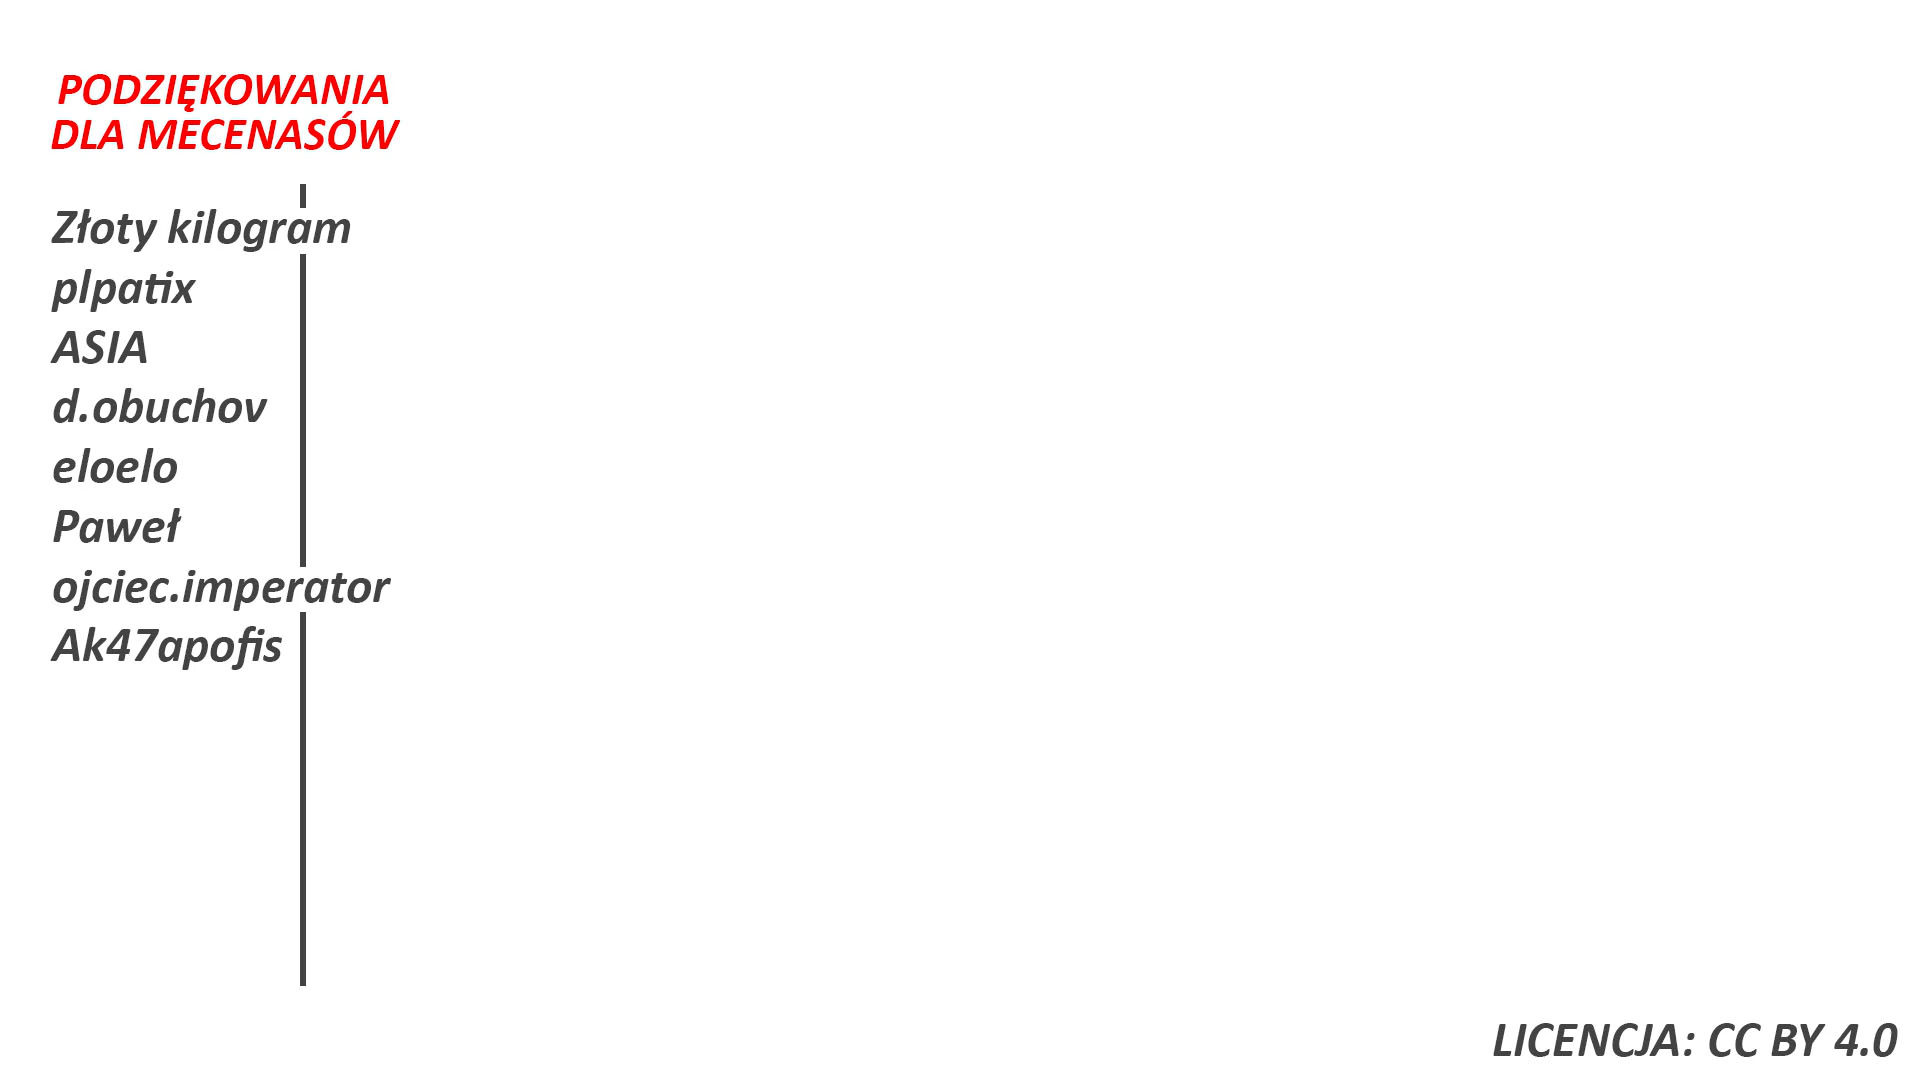 PODZIĘKOWANIA
DLA MECENASÓW
Złoty kilogram
plpatix
ASIA
d.obuchov
eloelo
Paweł
ojciec.imperator
Ak47apofis
LICENCJA: CC BY 4.0